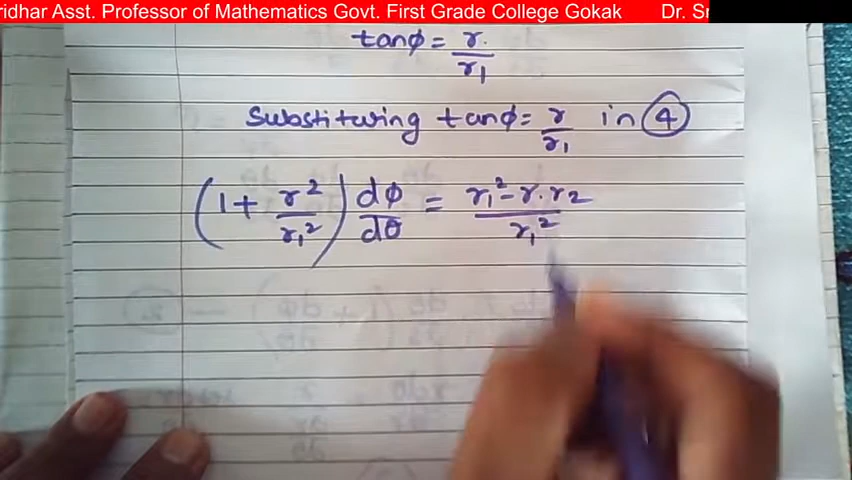 ridhar Asst. Professor of Mathematics Govt. First Grade College Gokak Dr. Sr
tanϕ = r/r₁
Substituring tanϕ = r/r₁ in ④
(1 + r²/r₁²) dϕ/dθ = (r₁² - r·r₂)/r₁²